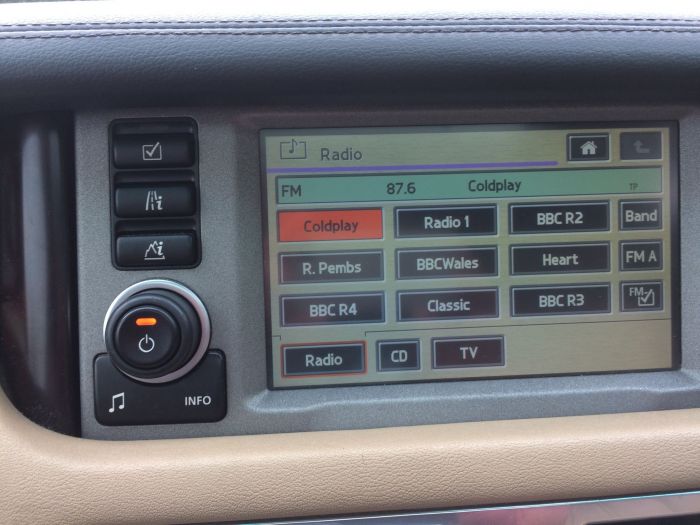 Radio
FM 87.6 Coldplay TP
Coldplay Radio 1 BBC R2 Band
R. Pembs BBCWales Heart FM A
BBC R4 Classic BBC R3 FM
Radio CD TV
INFO